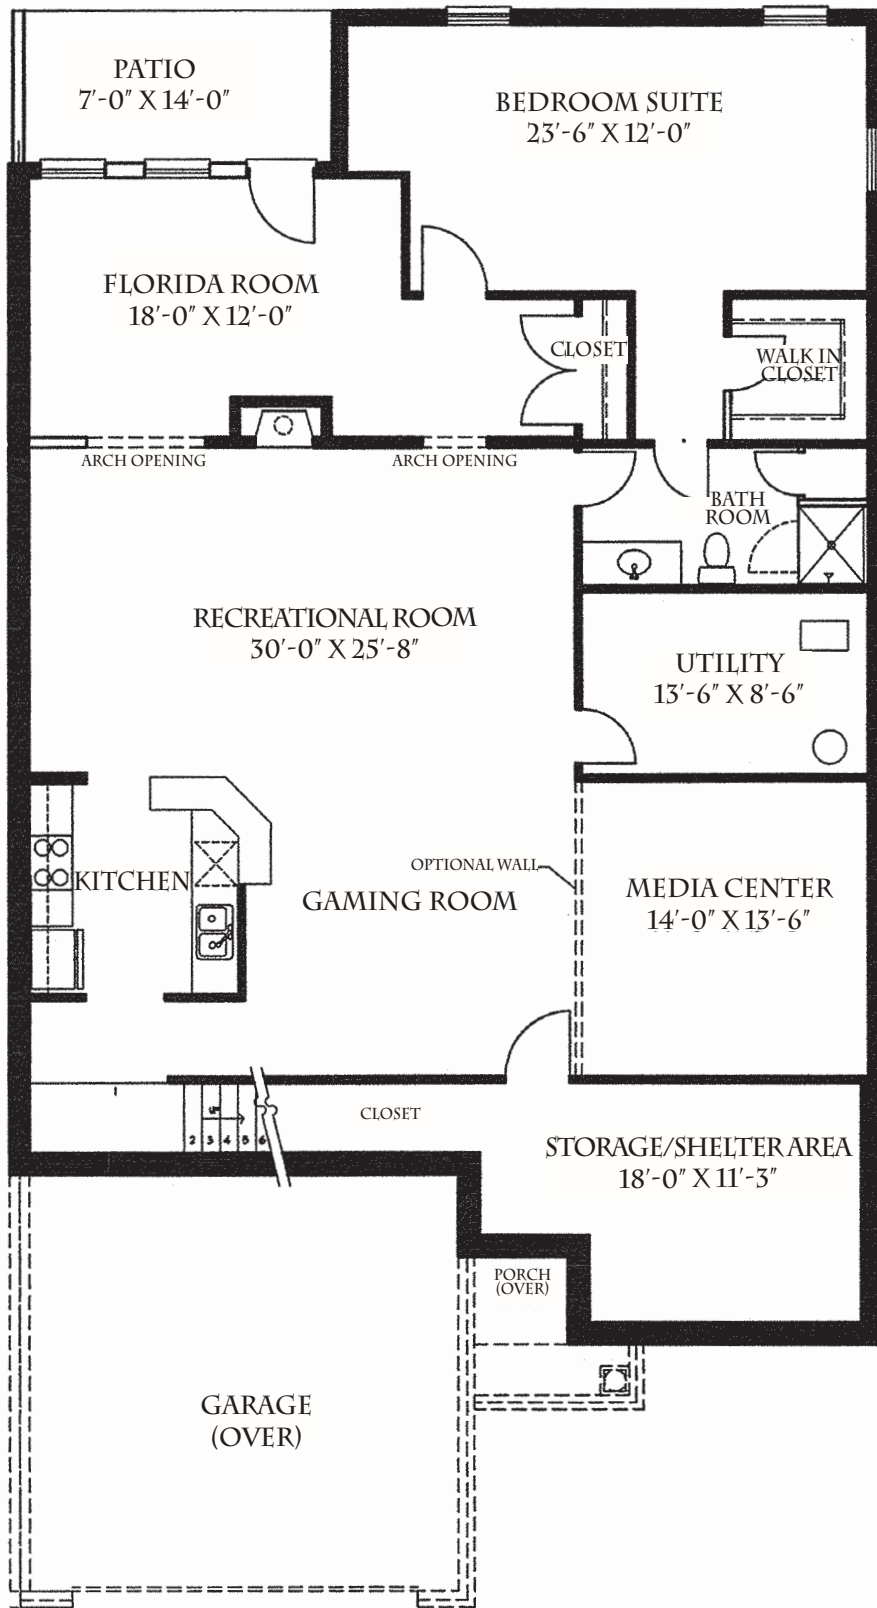 PATIO
7'-0" X 14'-0"
BEDROOM SUITE
23'-6" X 12'-0"
FLORIDA ROOM
18'-0" X 12'-0"
CLOSET
WALK IN
CLOSET
ARCH OPENING
ARCH OPENING
BATH
ROOM
RECREATIONAL ROOM
30'-0" X 25'-8"
UTILITY
13'-6" X 8'-6"
KITCHEN
OPTIONAL WALL
GAMING ROOM
MEDIA CENTER
14'-0" X 13'-6"
1
UP
2 3 4 5 6
CLOSET
STORAGE/SHELTER AREA
18'-0" X 11'-3"
PORCH
(OVER)
GARAGE
(OVER)